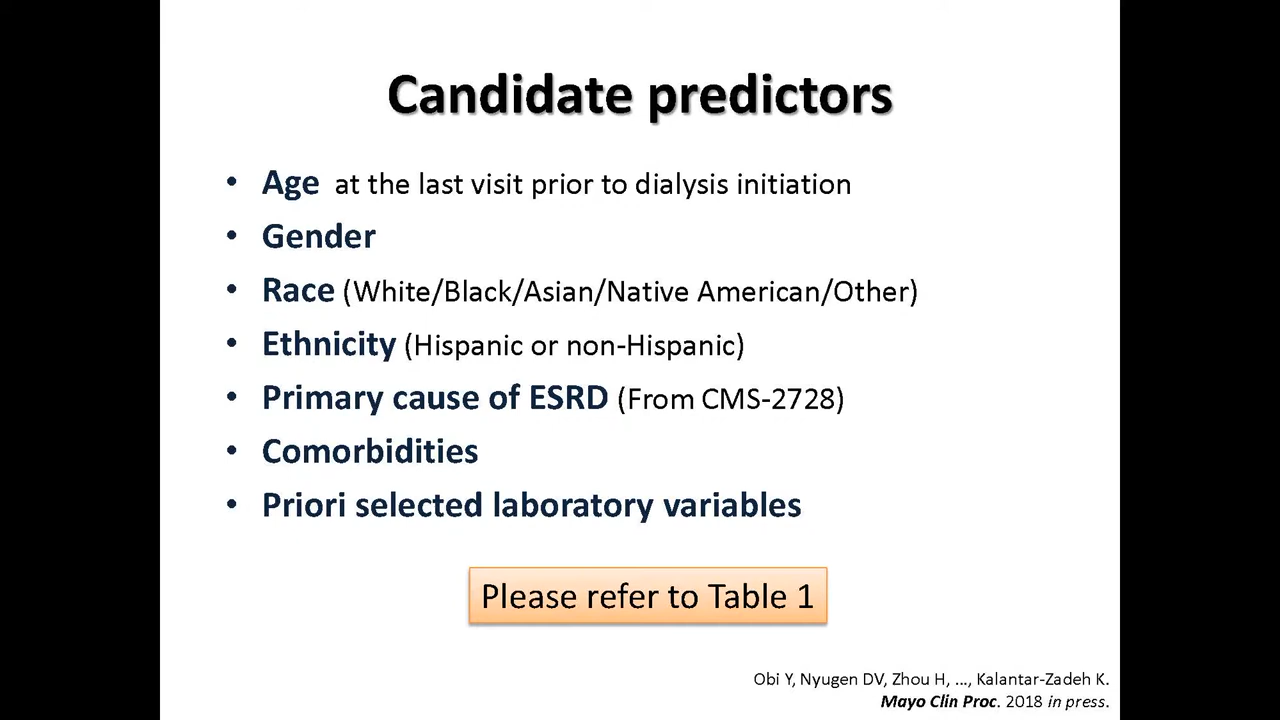 Candidate predictors
• Age at the last visit prior to dialysis initiation
• Gender
• Race (White/Black/Asian/Native American/Other)
• Ethnicity (Hispanic or non-Hispanic)
• Primary cause of ESRD (From CMS-2728)
• Comorbidities
• Priori selected laboratory variables
Please refer to Table 1
Obi Y, Nyugen DV, Zhou H, …, Kalantar-Zadeh K.
Mayo Clin Proc. 2018 in press.